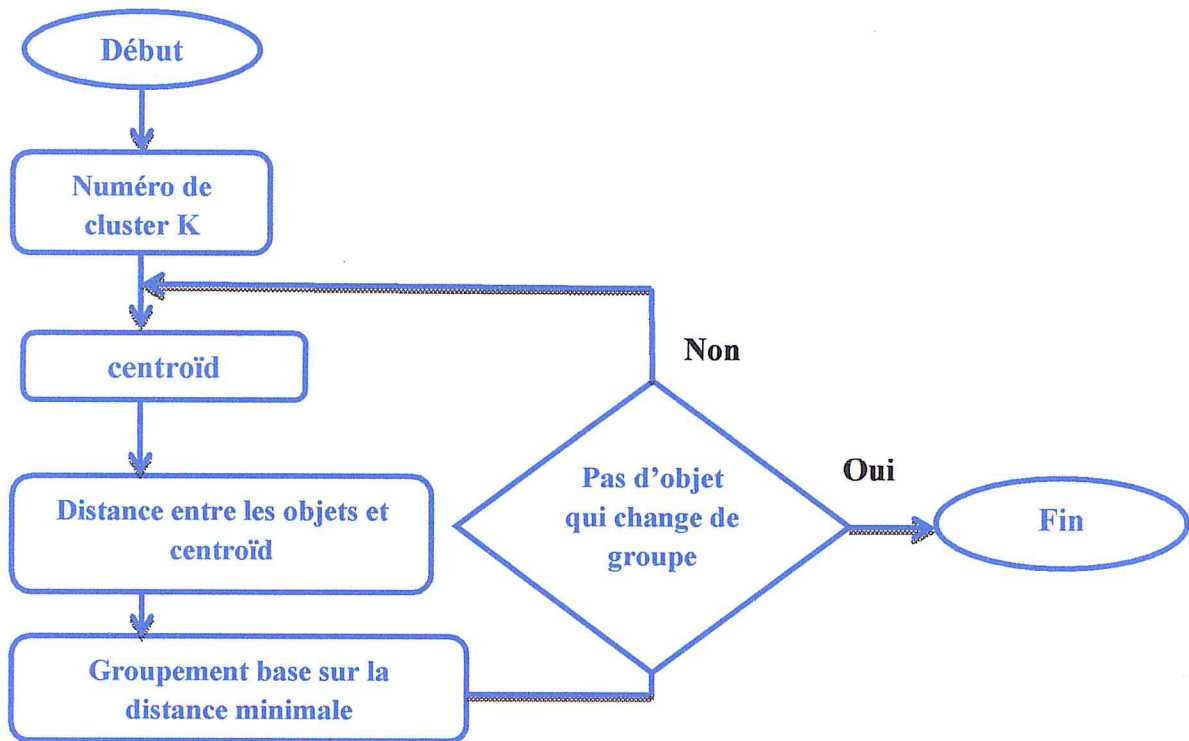 Début
Numéro de
cluster K
centroïd
Distance entre les objets et
centroïd
Groupement base sur la
distance minimale
Pas d'objet
qui change de
groupe
Non
Oui
Fin